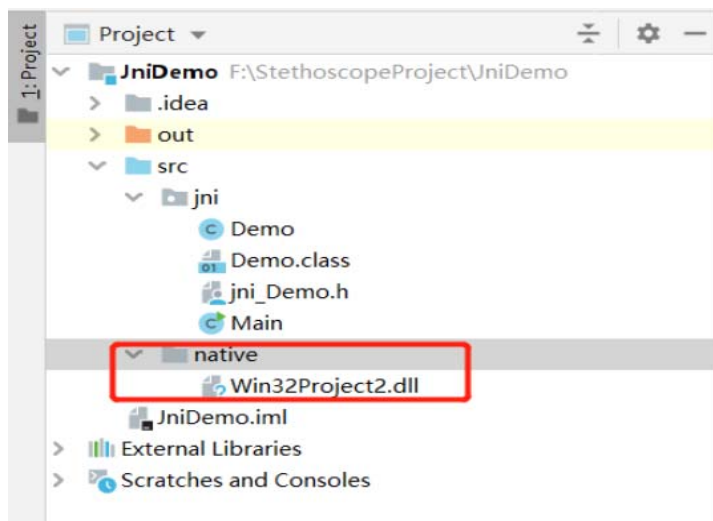 1: Project
Project
JniDemo F:\StethoscopeProject\JniDemo
.idea
out
src
jni
C Demo
01 Demo.class
jni_Demo.h
C Main
native
Win32Project2.dll
JniDemo.iml
External Libraries
Scratches and Consoles